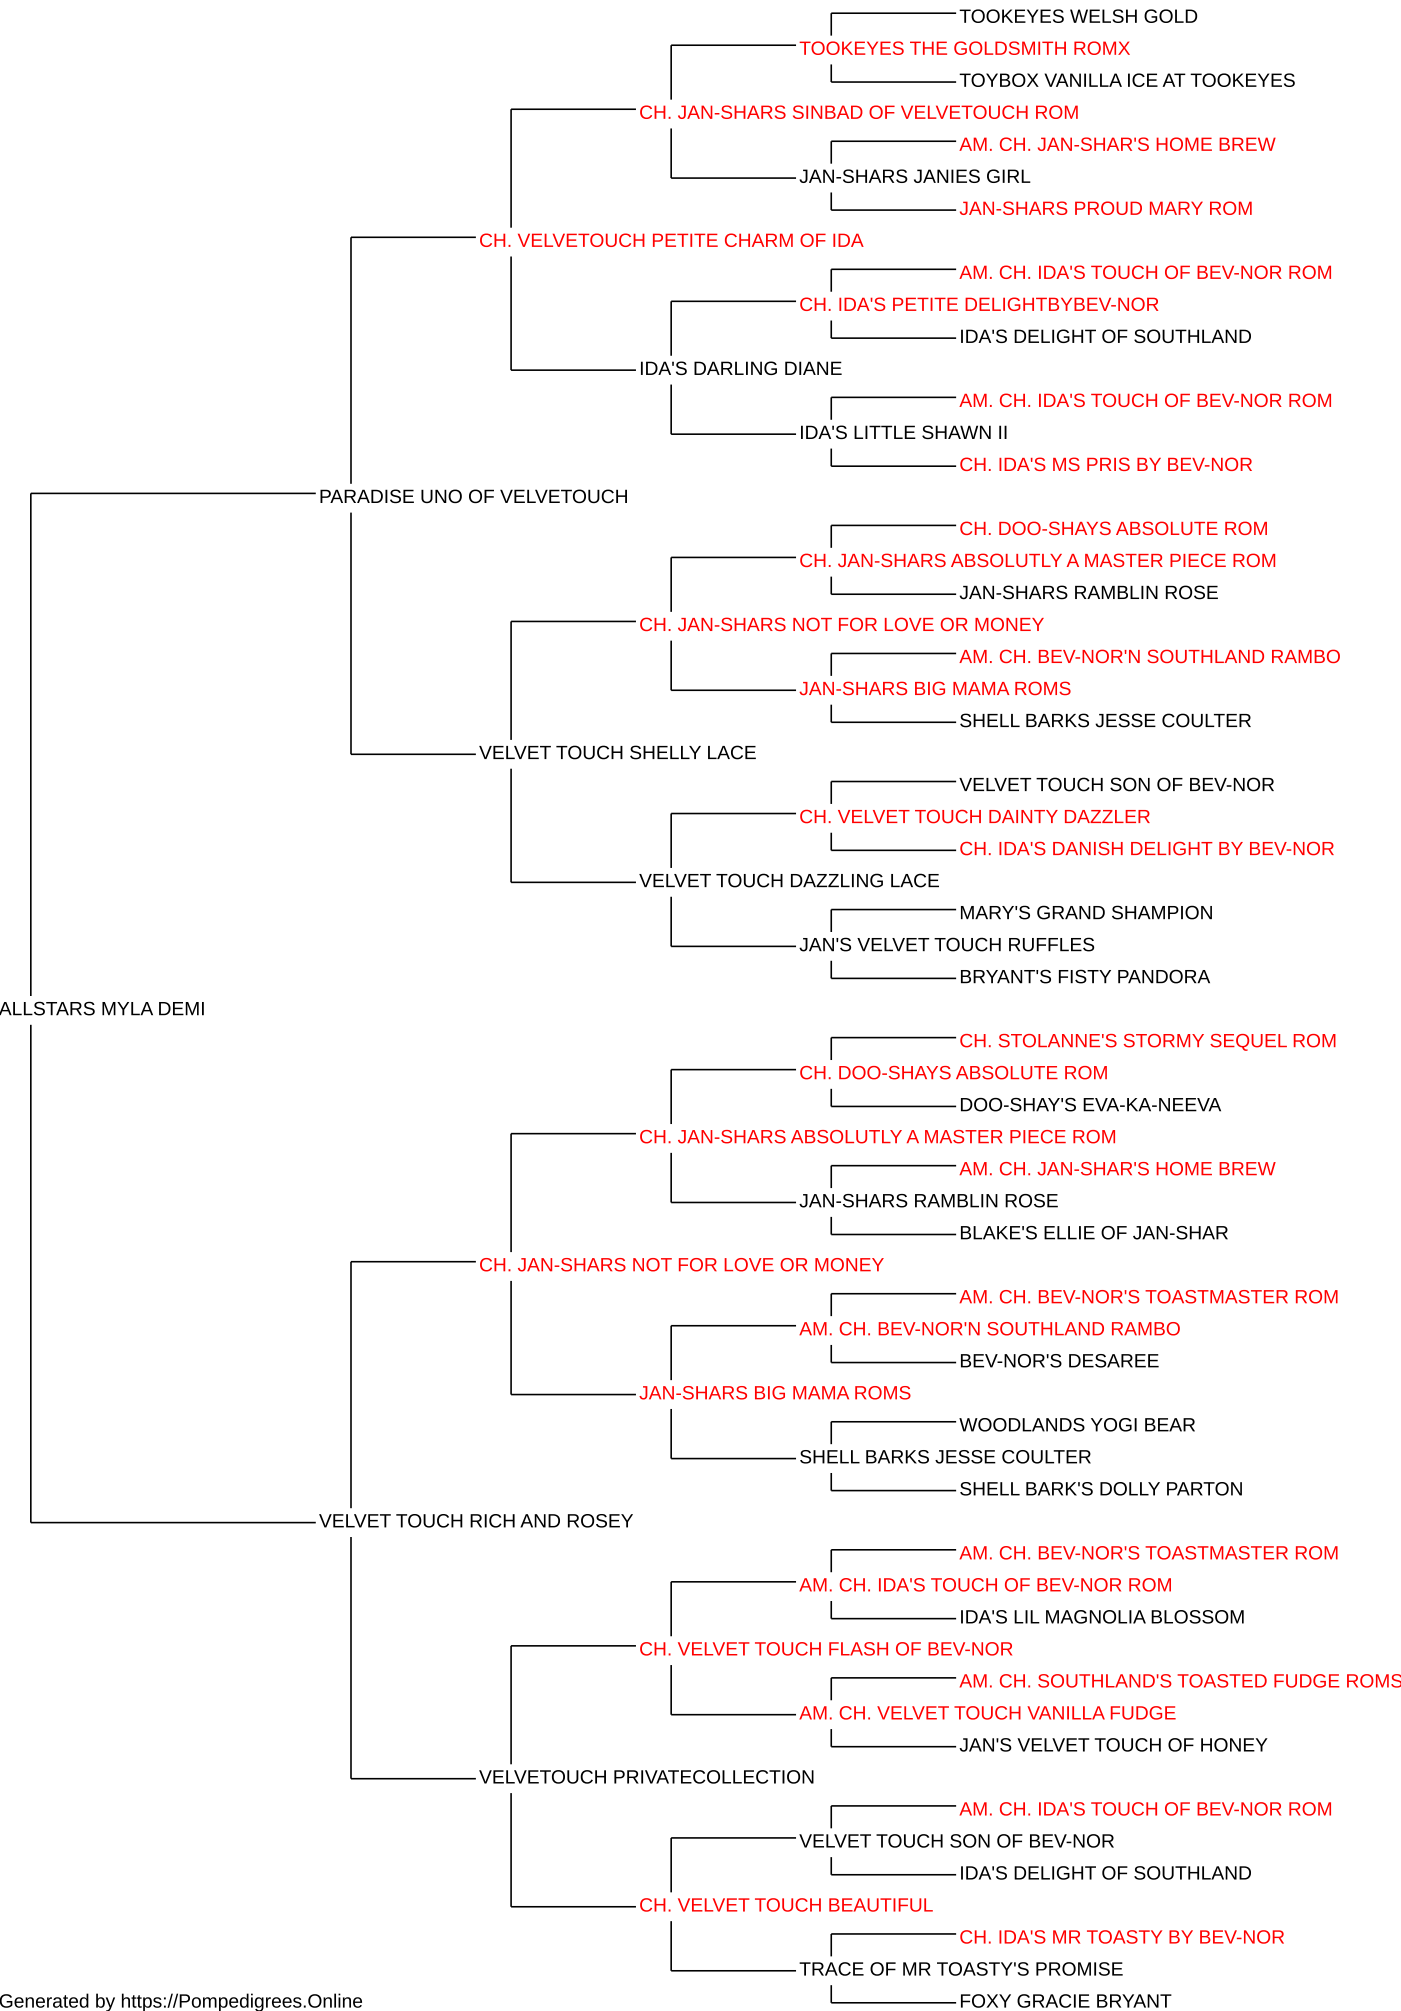 TOOKEYES WELSH GOLD
TOOKEYES THE GOLDSMITH ROMX
TOYBOX VANILLA ICE AT TOOKEYES
CH. JAN-SHARS SINBAD OF VELVETOUCH ROM
AM. CH. JAN-SHAR'S HOME BREW
JAN-SHARS JANIES GIRL
JAN-SHARS PROUD MARY ROM
CH. VELVETOUCH PETITE CHARM OF IDA
AM. CH. IDA'S TOUCH OF BEV-NOR ROM
CH. IDA'S PETITE DELIGHTBYBEV-NOR
IDA'S DELIGHT OF SOUTHLAND
IDA'S DARLING DIANE
AM. CH. IDA'S TOUCH OF BEV-NOR ROM
IDA'S LITTLE SHAWN II
CH. IDA'S MS PRIS BY BEV-NOR
PARADISE UNO OF VELVETOUCH
CH. DOO-SHAYS ABSOLUTE ROM
CH. JAN-SHARS ABSOLUTLY A MASTER PIECE ROM
JAN-SHARS RAMBLIN ROSE
CH. JAN-SHARS NOT FOR LOVE OR MONEY
AM. CH. BEV-NOR'N SOUTHLAND RAMBO
JAN-SHARS BIG MAMA ROMS
SHELL BARKS JESSE COULTER
VELVET TOUCH SHELLY LACE
VELVET TOUCH SON OF BEV-NOR
CH. VELVET TOUCH DAINTY DAZZLER
CH. IDA'S DANISH DELIGHT BY BEV-NOR
VELVET TOUCH DAZZLING LACE
MARY'S GRAND SHAMPION
JAN'S VELVET TOUCH RUFFLES
BRYANT'S FISTY PANDORA
ALLSTARS MYLA DEMI
CH. STOLANNE'S STORMY SEQUEL ROM
CH. DOO-SHAYS ABSOLUTE ROM
DOO-SHAY'S EVA-KA-NEEVA
CH. JAN-SHARS ABSOLUTLY A MASTER PIECE ROM
AM. CH. JAN-SHAR'S HOME BREW
JAN-SHARS RAMBLIN ROSE
BLAKE'S ELLIE OF JAN-SHAR
CH. JAN-SHARS NOT FOR LOVE OR MONEY
AM. CH. BEV-NOR'S TOASTMASTER ROM
AM. CH. BEV-NOR'N SOUTHLAND RAMBO
BEV-NOR'S DESAREE
JAN-SHARS BIG MAMA ROMS
WOODLANDS YOGI BEAR
SHELL BARKS JESSE COULTER
SHELL BARK'S DOLLY PARTON
VELVET TOUCH RICH AND ROSEY
AM. CH. BEV-NOR'S TOASTMASTER ROM
AM. CH. IDA'S TOUCH OF BEV-NOR ROM
IDA'S LIL MAGNOLIA BLOSSOM
CH. VELVET TOUCH FLASH OF BEV-NOR
AM. CH. SOUTHLAND'S TOASTED FUDGE ROMS
AM. CH. VELVET TOUCH VANILLA FUDGE
JAN'S VELVET TOUCH OF HONEY
VELVETOUCH PRIVATECOLLECTION
AM. CH. IDA'S TOUCH OF BEV-NOR ROM
VELVET TOUCH SON OF BEV-NOR
IDA'S DELIGHT OF SOUTHLAND
CH. VELVET TOUCH BEAUTIFUL
CH. IDA'S MR TOASTY BY BEV-NOR
TRACE OF MR TOASTY'S PROMISE
FOXY GRACIE BRYANT
Generated by https://Pompedigrees.Online